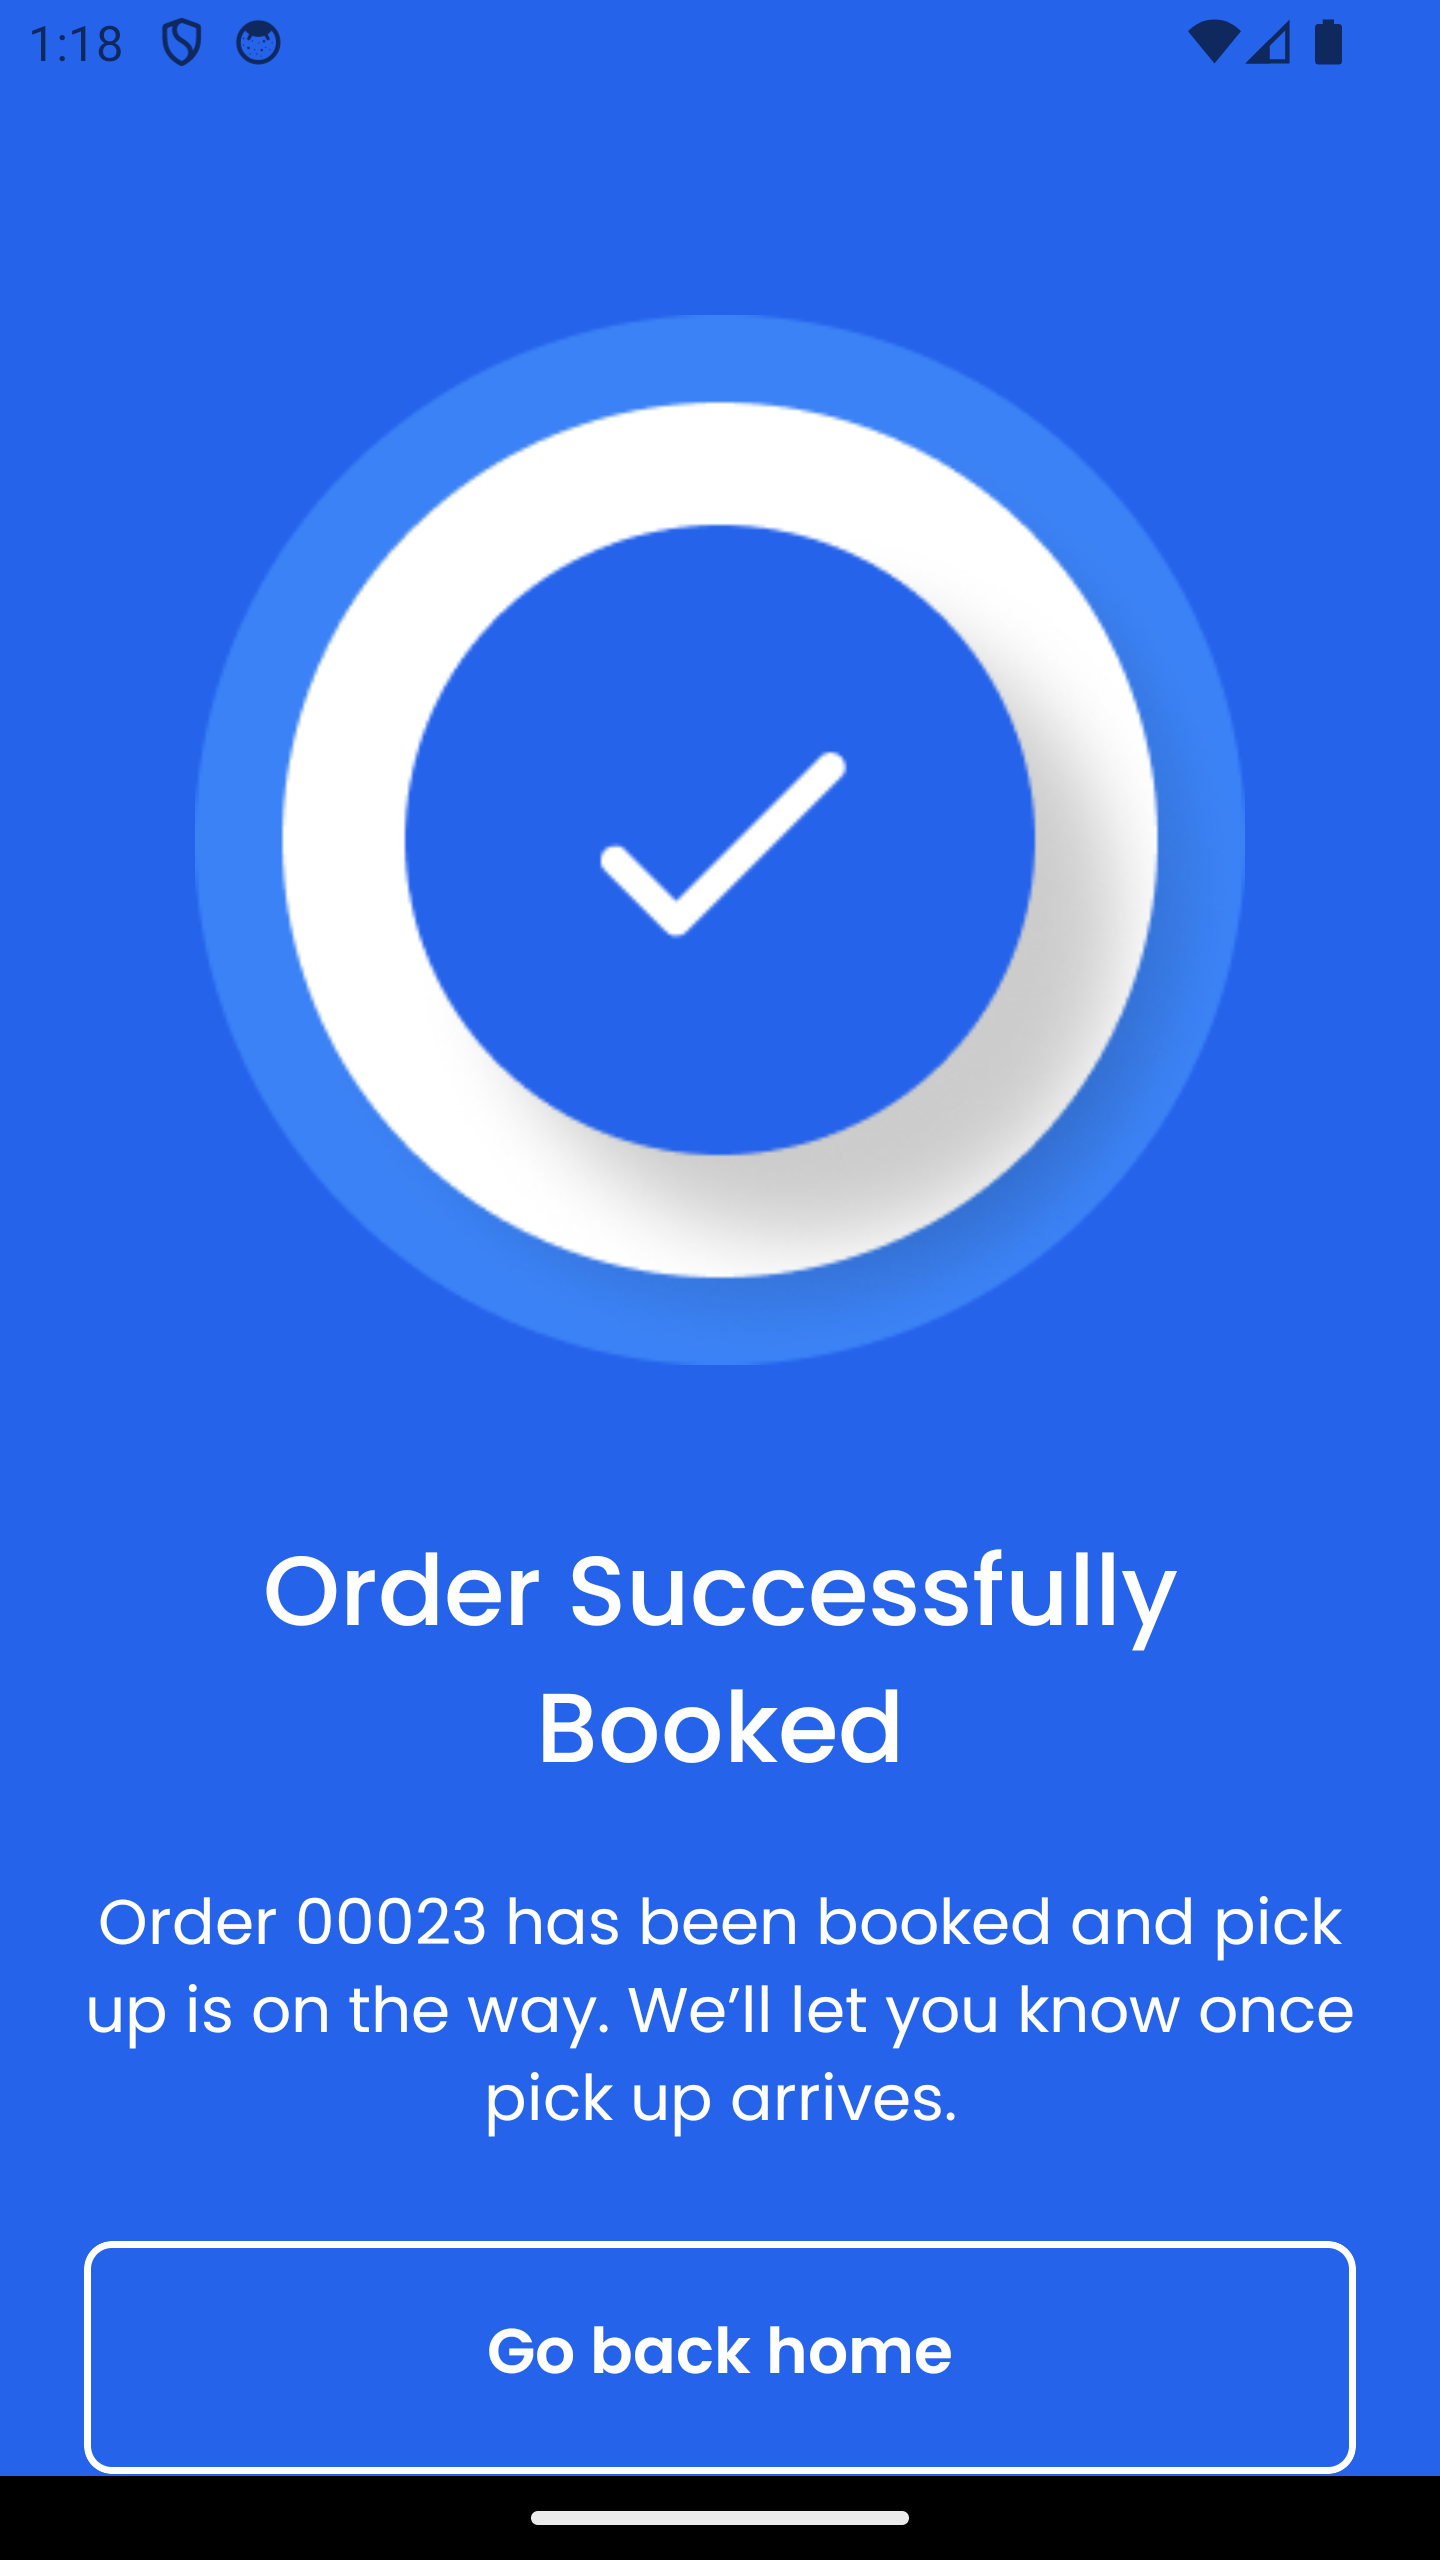 1:18
Order Successfully
Booked
Order 00023 has been booked and pick
up is on the way. We’ll let you know once
pick up arrives.
Go back home